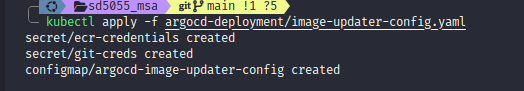 sd5055_msa git main !1 ?5
kubectl apply -f argocd-deployment/image-updater-config.yaml
secret/ecr-credentials created
secret/git-creds created
configmap/argocd-image-updater-config created